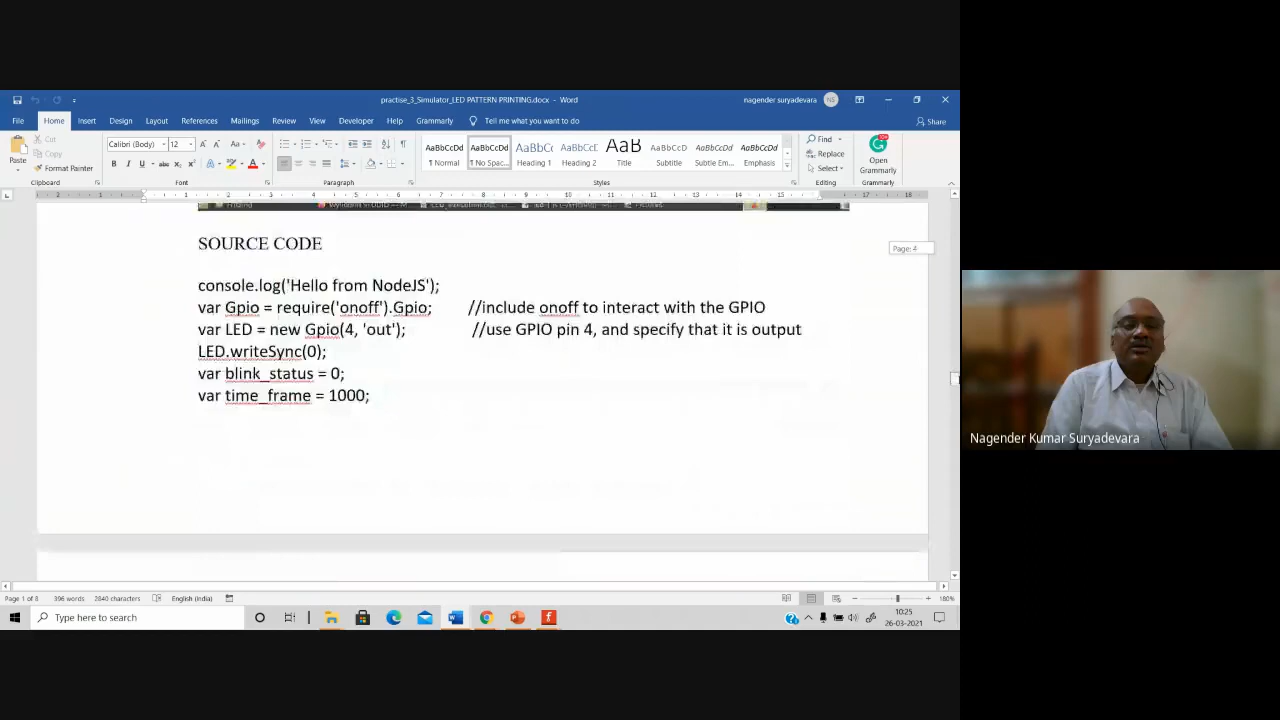 practise_3_Simulator_LED PATTERN PRINTING.docx - Word
nagender suryadevara
NS
File Home Insert Design Layout References Mailings Review View Developer Help Grammarly Tell me what you want to do
Share
Paste
Cut
Copy
Format Painter
Clipboard
Calibri (Body) 12
Font
Paragraph
AaBbCcDd AaBbCcDd AaBbCc AaBbCcC AaB AaBbCcD AaBbCcDd AaBbCcDd
¶ Normal ¶ No Spac... Heading 1 Heading 2 Title Subtitle Subtle Em... Emphasis
Styles
Find
Replace
Select
Editing
Open
Grammarly
Grammarly
SOURCE CODE
Page: 4
console.log('Hello from NodeJS');
var Gpio = require('onoff').Gpio; //include onoff to interact with the GPIO
var LED = new Gpio(4, 'out'); //use GPIO pin 4, and specify that it is output
LED.writeSync(0);
var blink_status = 0;
var time_frame = 1000;
Nagender Kumar Suryadevara
Page 1 of 8 396 words 2840 characters English (India) 180%
Type here to search
10:25
26-03-2021